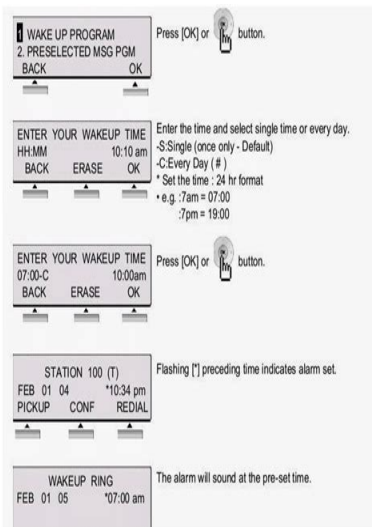 1 WAKE UP PROGRAM
2. PRESELECTED MSG PGM
BACK OK
Press [OK] or button.
ENTER YOUR WAKEUP TIME
HH:MM 10:10 am
BACK ERASE OK
Enter the time and select single time or every day.
-S:Single (once only - Default)
-C:Every Day ( # )
* Set the time : 24 hr format
• e.g. :7am = 07:00
:7pm = 19:00
ENTER YOUR WAKEUP TIME
07:00-C 10:00am
BACK ERASE OK
Press [OK] or button.
STATION 100 (T)
FEB 01 04 *10:34 pm
PICKUP CONF REDIAL
Flashing [*] preceding time indicates alarm set.
WAKEUP RING
FEB 01 05 *07:00 am
The alarm will sound at the pre-set time.